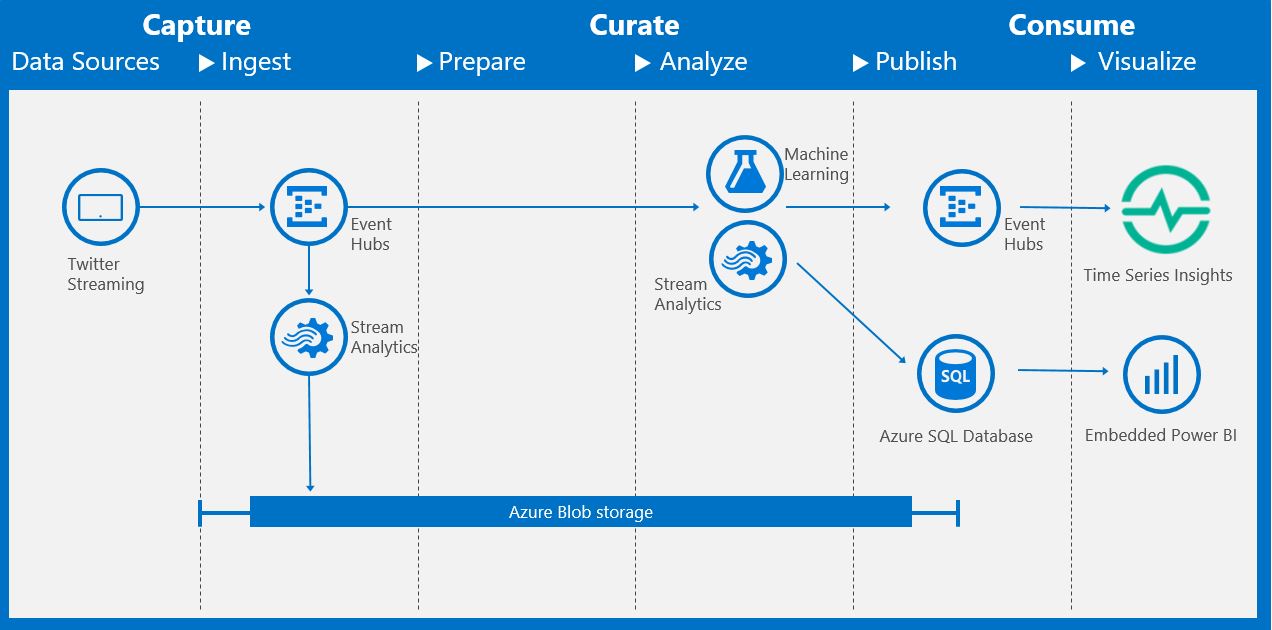 Capture
Curate
Consume
Data Sources
Ingest
Prepare
Analyze
Publish
Visualize
Twitter
Streaming
Event
Hubs
Stream
Analytics
Machine
Learning
Stream
Analytics
Event
Hubs
Time Series Insights
SQL
Azure SQL Database
Embedded Power BI
Azure Blob storage